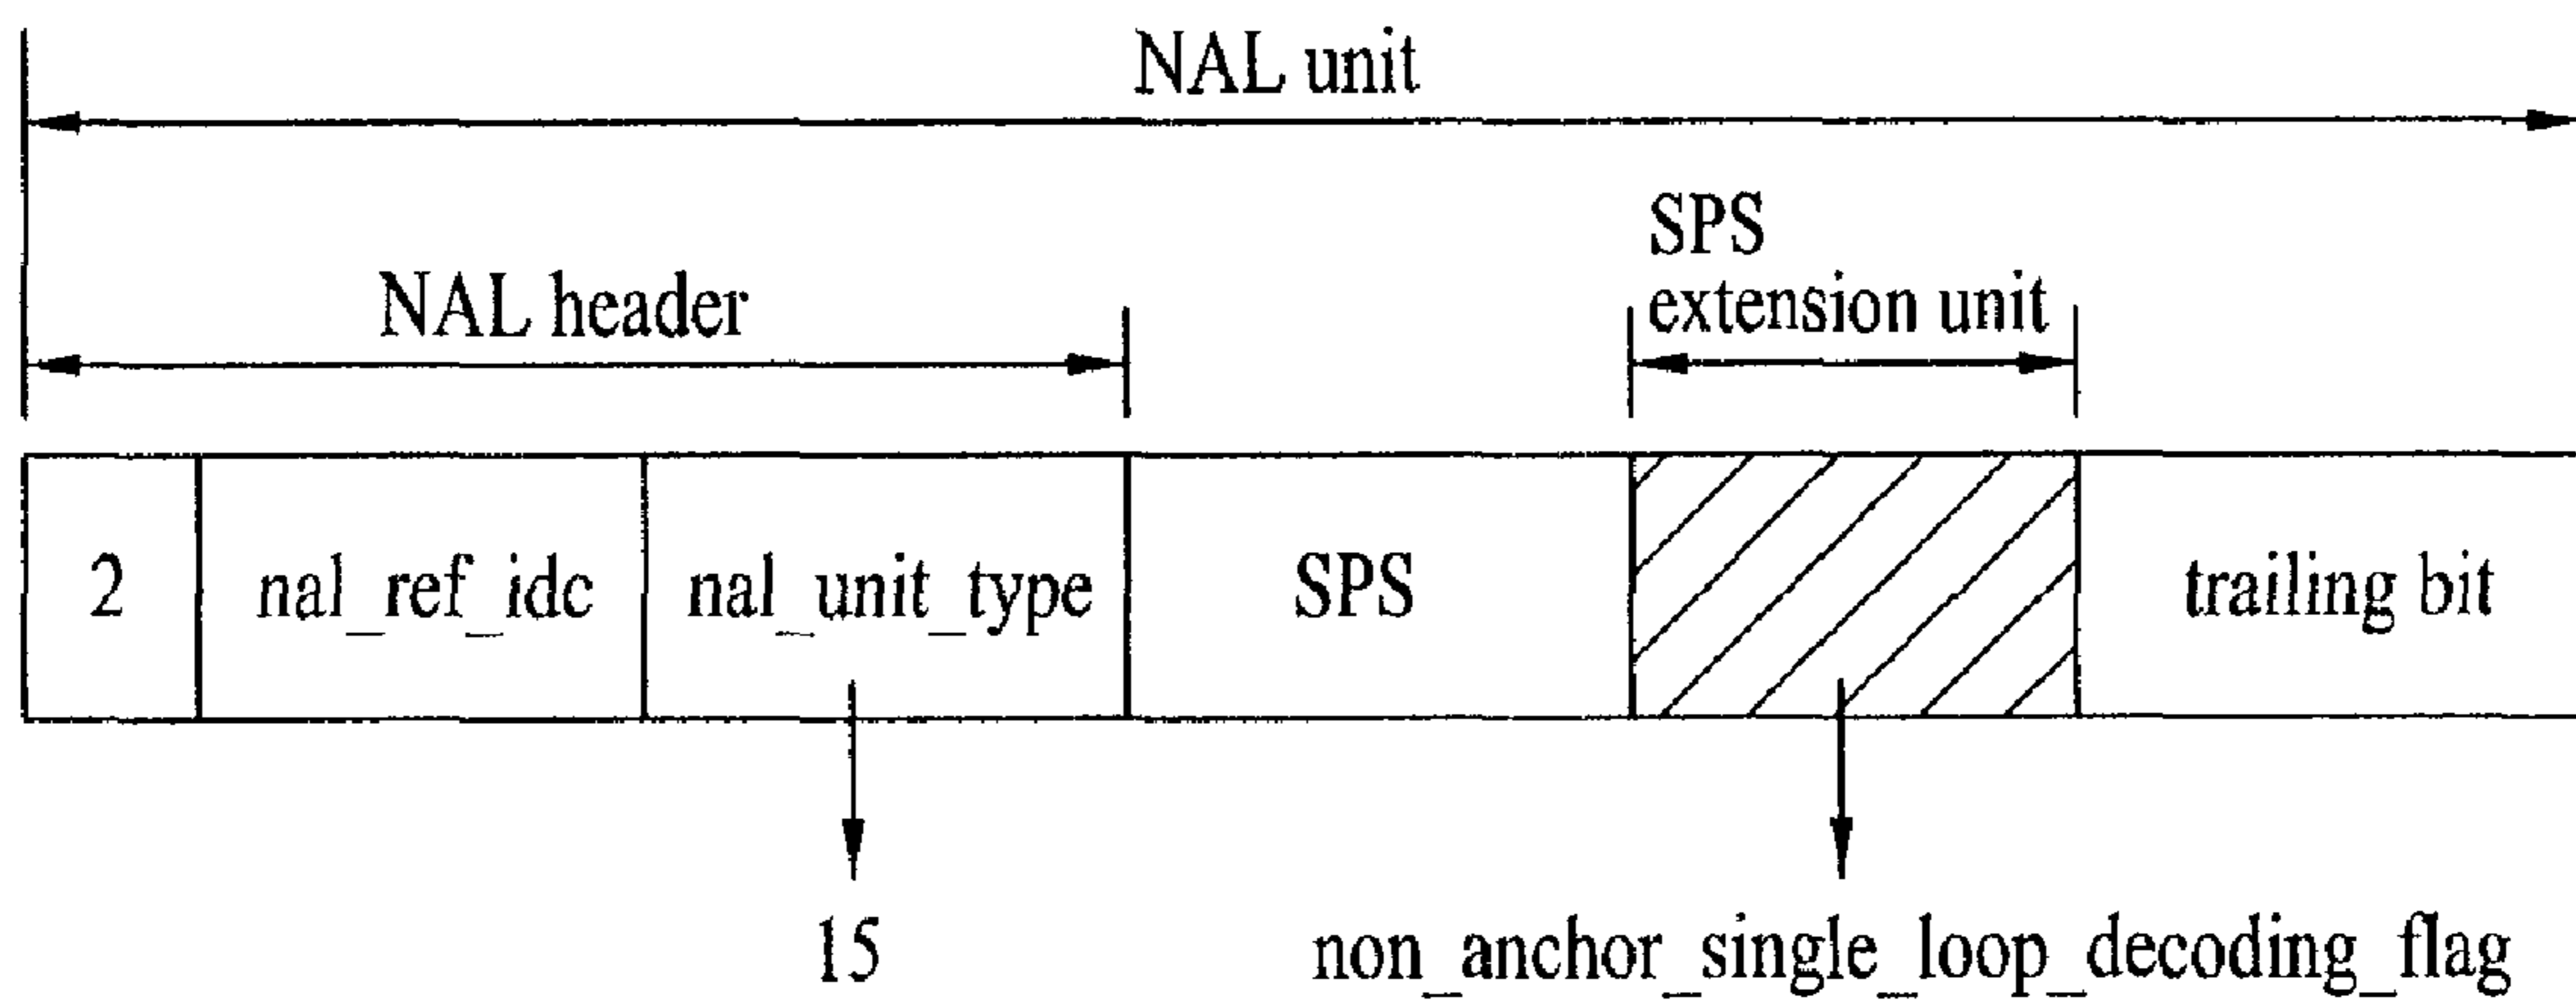 NAL unit
SPS
extension unit
NAL header
2
nal_ref_idc
nal_unit_type
SPS
trailing bit
15
non_anchor_single_loop_decoding_flag